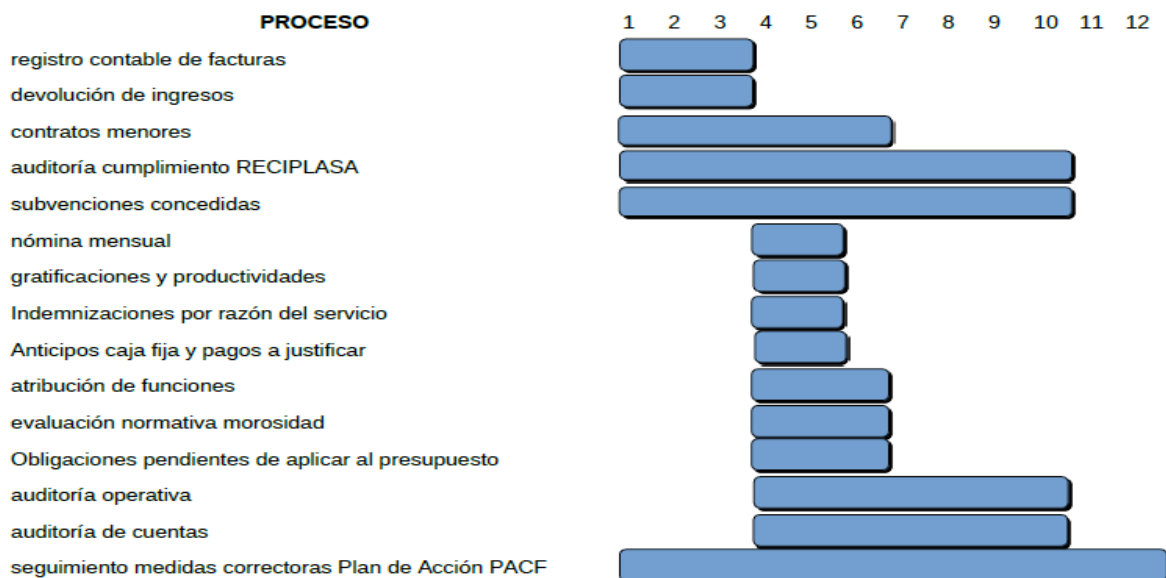 PROCESO 1 2 3 4 5 6 7 8 9 10 11 12
registro contable de facturas
devolución de ingresos
contratos menores
auditoría cumplimiento RECIPLASA
subvenciones concedidas
nómina mensual
gratificaciones y productividades
Indemnizaciones por razón del servicio
Anticipos caja fija y pagos a justificar
atribución de funciones
evaluación normativa morosidad
Obligaciones pendientes de aplicar al presupuesto
auditoría operativa
auditoría de cuentas
seguimiento medidas correctoras Plan de Acción PACF